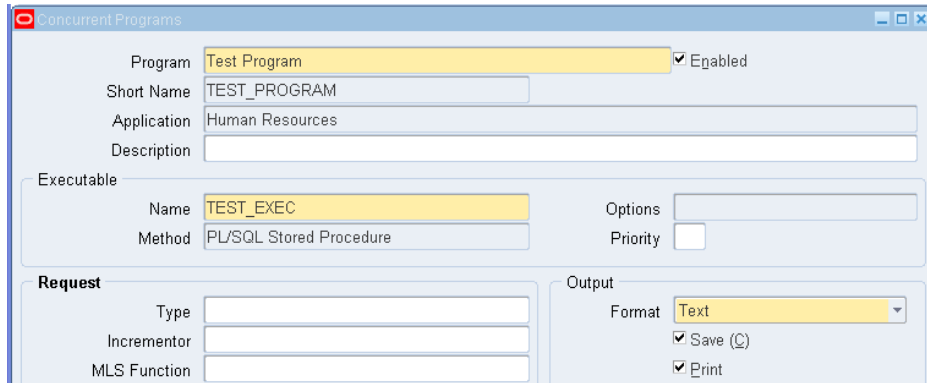 Concurrent Programs
Program Test Program Enabled
Short Name TEST_PROGRAM
Application Human Resources
Description
Executable
Name TEST_EXEC Options
Method PL/SQL Stored Procedure Priority
Request Output
Type Format Text
Incrementor Save (C)
MLS Function Print